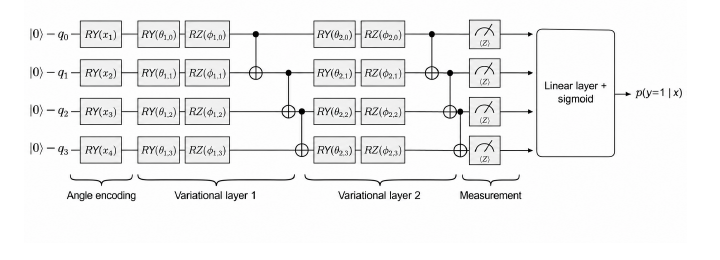 |0⟩ − q₀ RY(x₁) RY(θ₁,₀) RZ(ϕ₁,₀) RY(θ₂,₀) RZ(ϕ₂,₀) ⟨Z⟩
|0⟩ − q₁ RY(x₂) RY(θ₁,₁) RZ(ϕ₁,₁) RY(θ₂,₁) RZ(ϕ₂,₁) ⟨Z⟩
Linear layer +
sigmoid
p(y=1 | x)
|0⟩ − q₂ RY(x₃) RY(θ₁,₂) RZ(ϕ₁,₂) RY(θ₂,₂) RZ(ϕ₂,₂) ⟨Z⟩
|0⟩ − q₃ RY(x₄) RY(θ₁,₃) RZ(ϕ₁,₃) RY(θ₂,₃) RZ(ϕ₂,₃) ⟨Z⟩
Angle encoding Variational layer 1 Variational layer 2 Measurement